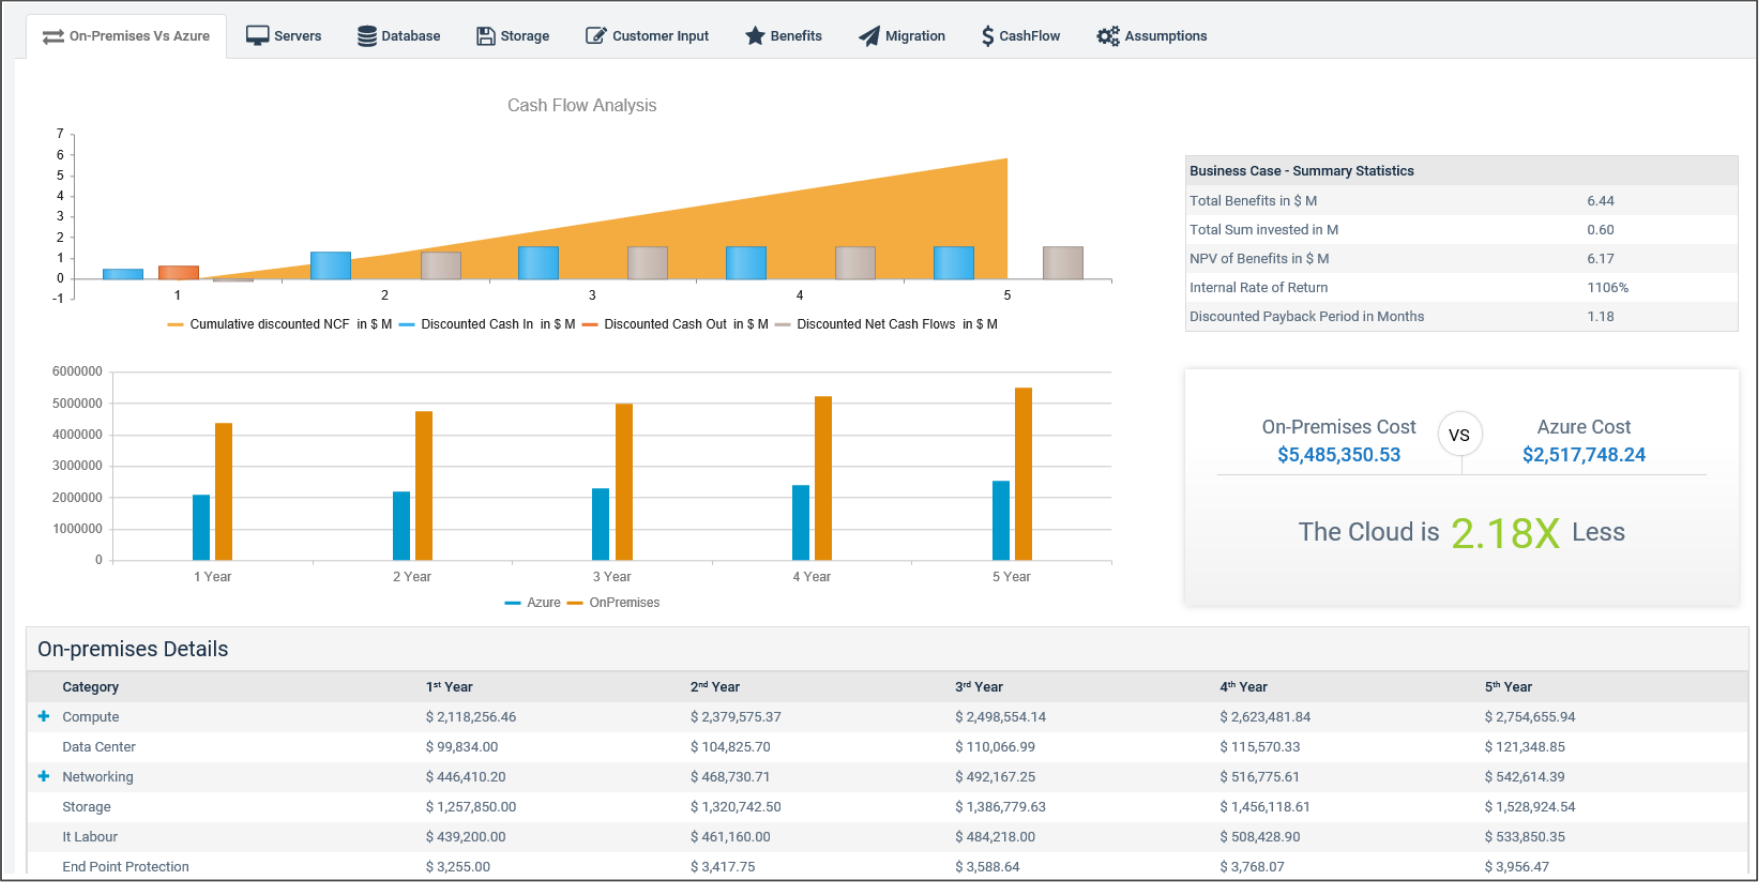 On-Premises Vs Azure Servers Database Storage Customer Input Benefits Migration CashFlow Assumptions
Cash Flow Analysis
7
6
5
4
3
2
1
0
-1
1 2 3 4 5
Cumulative discounted NCF in $ M Discounted Cash In in $ M Discounted Cash Out in $ M Discounted Net Cash Flows in $ M
Business Case - Summary Statistics
Total Benefits in $ M 6.44
Total Sum invested in M 0.60
NPV of Benefits in $ M 6.17
Internal Rate of Return 1106%
Discounted Payback Period in Months 1.18
6000000
5000000
4000000
3000000
2000000
1000000
0
1 Year 2 Year 3 Year 4 Year 5 Year
Azure OnPremises
On-Premises Cost VS Azure Cost
$5,485,350.53 $2,517,748.24
The Cloud is 2.18X Less
On-premises Details
Category 1st Year 2nd Year 3rd Year 4th Year 5th Year
Compute $ 2,118,256.46 $ 2,379,575.37 $ 2,498,554.14 $ 2,623,481.84 $ 2,754,655.94
Data Center $ 99,834.00 $ 104,825.70 $ 110,066.99 $ 115,570.33 $ 121,348.85
Networking $ 446,410.20 $ 468,730.71 $ 492,167.25 $ 516,775.61 $ 542,614.39
Storage $ 1,257,850.00 $ 1,320,742.50 $ 1,386,779.63 $ 1,456,118.61 $ 1,528,924.54
It Labour $ 439,200.00 $ 461,160.00 $ 484,218.00 $ 508,428.90 $ 533,850.35
End Point Protection $ 3,255.00 $ 3,417.75 $ 3,588.64 $ 3,768.07 $ 3,956.47